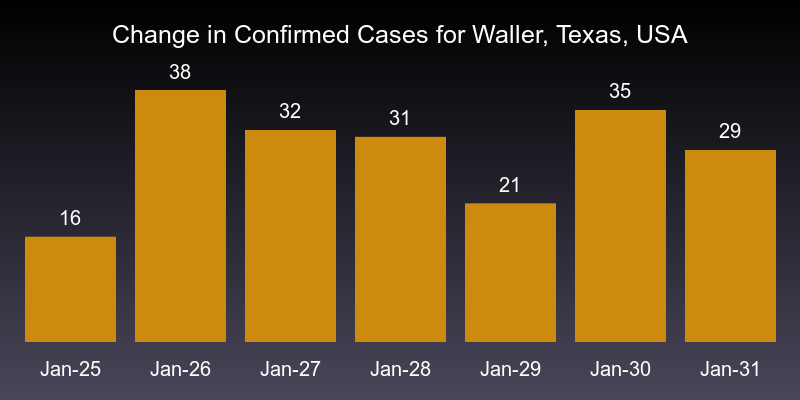 Change in Confirmed Cases for Waller, Texas, USA
16
38
32
31
21
35
29
Jan-25
Jan-26
Jan-27
Jan-28
Jan-29
Jan-30
Jan-31